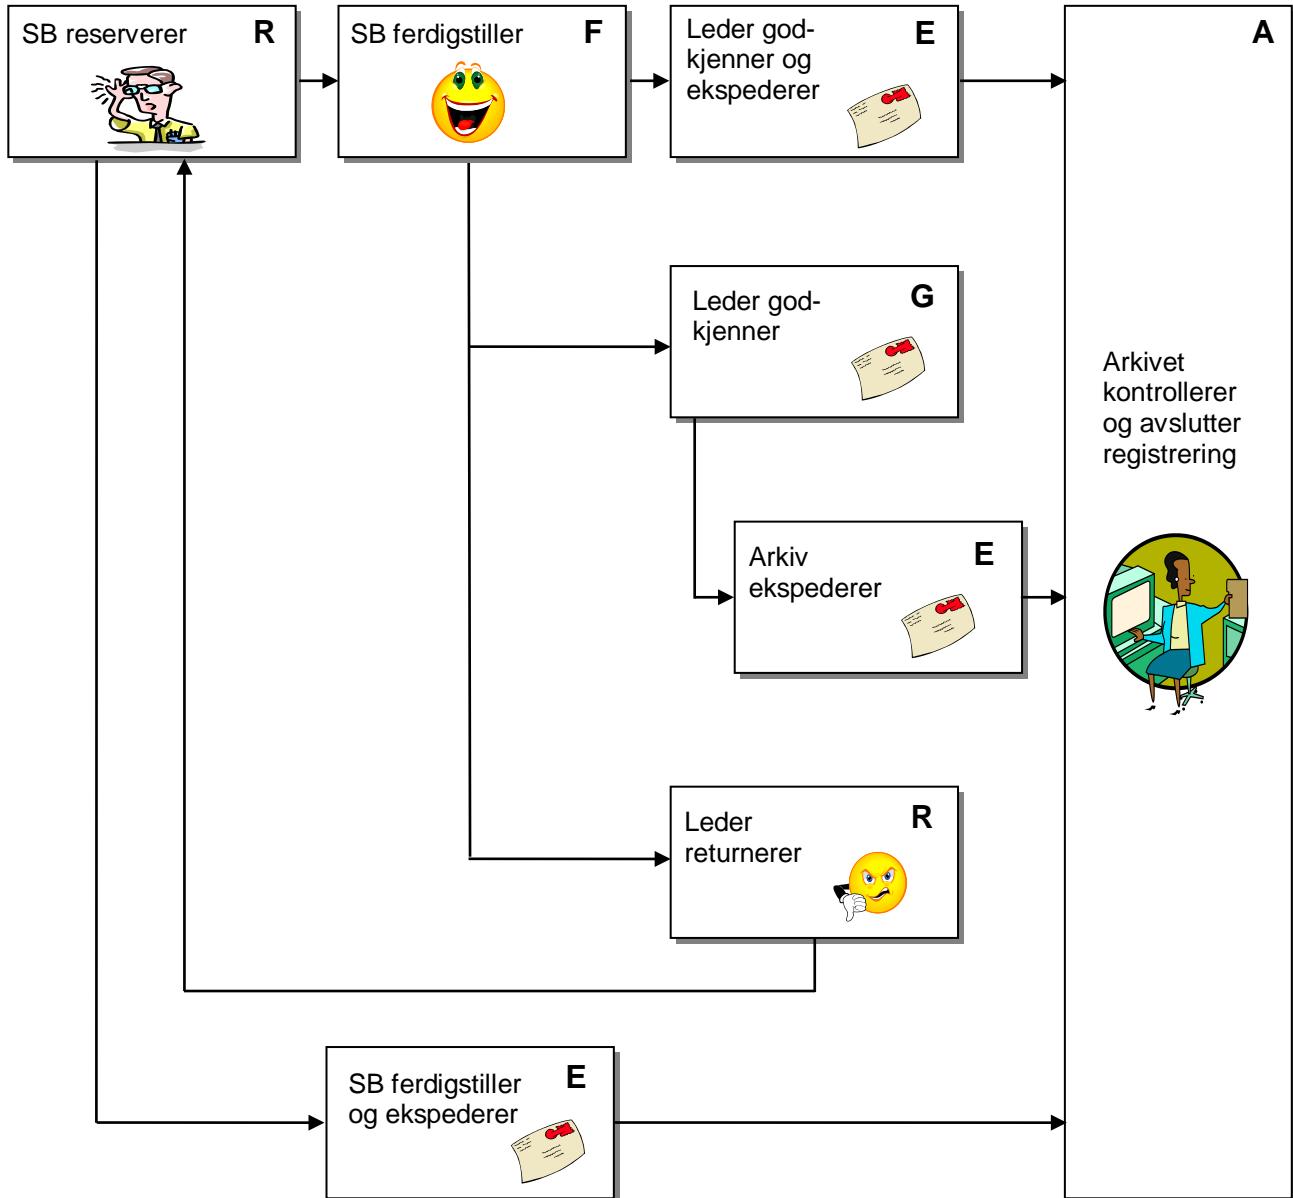 SB reserverer R
SB ferdigstiller F
Leder god-
kjenner og
ekspederer
E
A
Leder god-
kjenner
G
Arkivet
kontrollerer
og avslutter
registrering
Arkiv
ekspederer
E
Leder
returnerer
R
SB ferdigstiller
og ekspederer
E